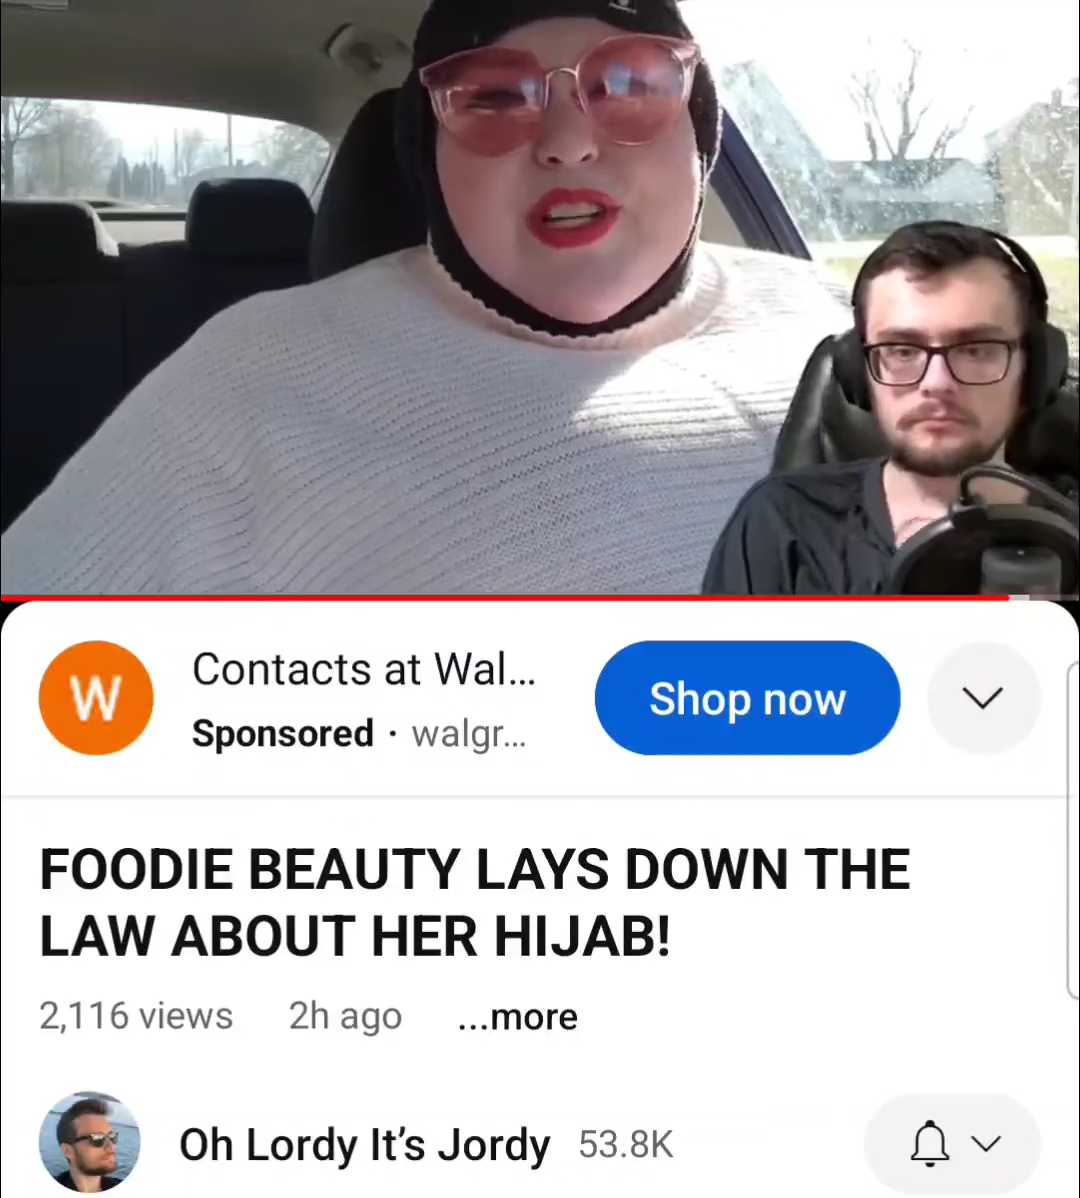 W
Contacts at Wal...
Shop now
Sponsored · walgr...
FOODIE BEAUTY LAYS DOWN THE
LAW ABOUT HER HIJAB!
2,116 views 2h ago ...more
Oh Lordy It's Jordy 53.8K